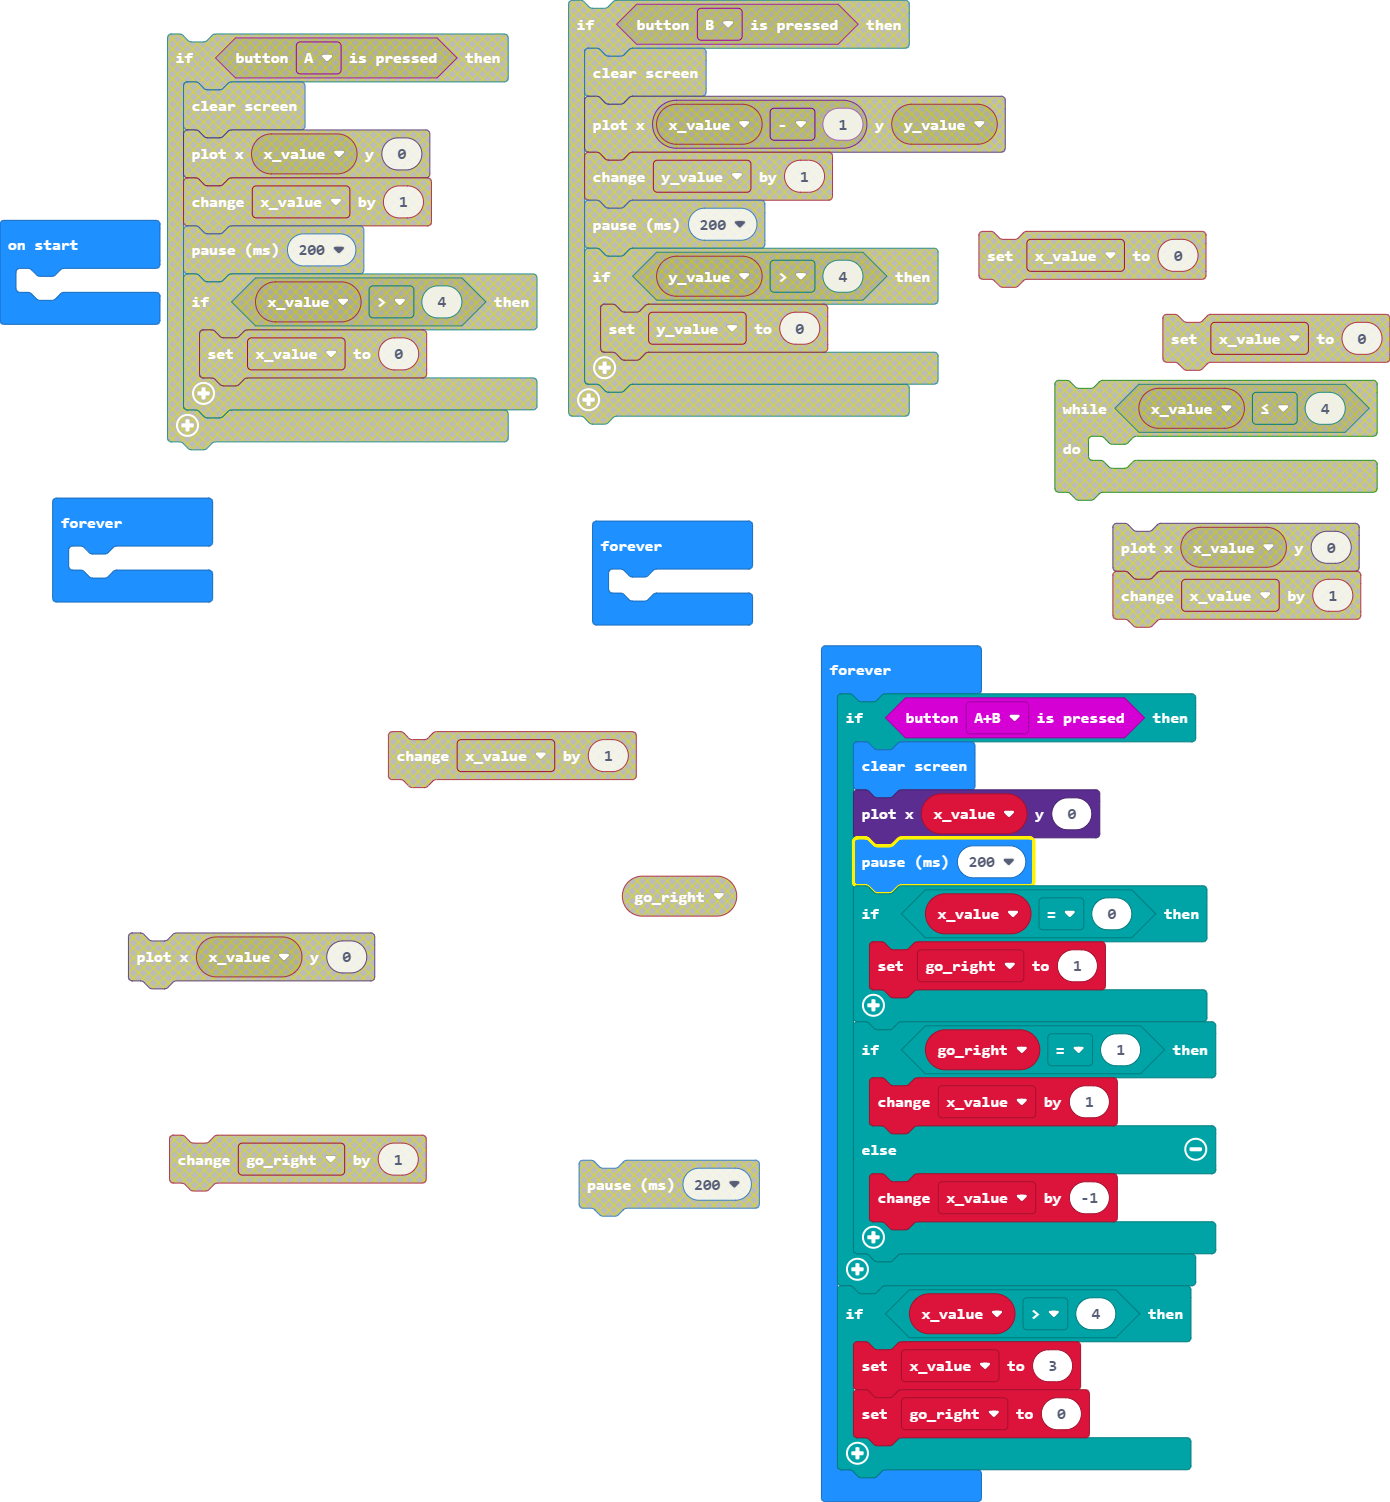 on start
if button A is pressed then
clear screen
plot x x_value y 0
change x_value by 1
pause (ms) 200
if x_value > 4 then
set x_value to 0
if button B is pressed then
clear screen
plot x x_value - 1 y y_value
change y_value by 1
pause (ms) 200
if y_value > 4 then
set y_value to 0
set x_value to 0
set x_value to 0
while x_value ≤ 4
do
plot x x_value y 0
change x_value by 1
forever
forever
change x_value by 1
go_right
plot x x_value y 0
change go_right by 1
pause (ms) 200
forever
if button A+B is pressed then
clear screen
plot x x_value y 0
pause (ms) 200
if x_value = 0 then
set go_right to 1
if go_right = 1 then
change x_value by 1
else
change x_value by -1
if x_value > 4 then
set x_value to 3
set go_right to 0